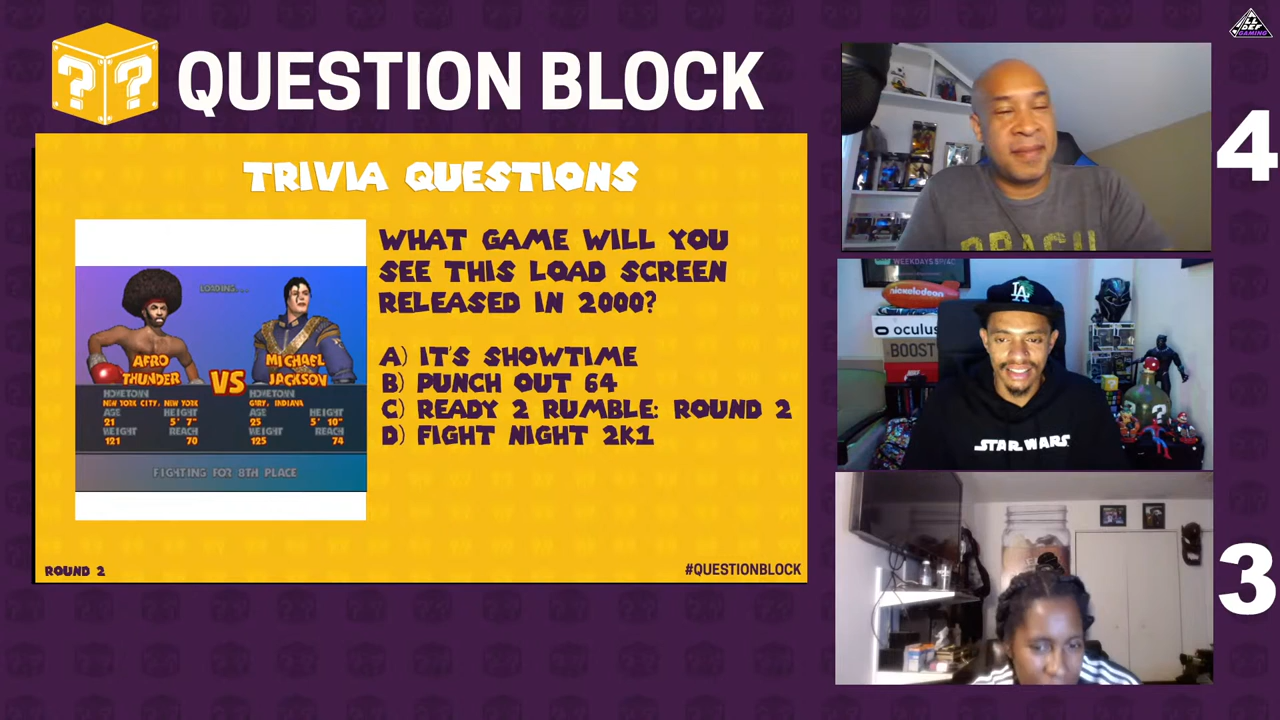 QUESTION BLOCK
? ?
ALL DEF GAMING
TRIVIA QUESTIONS
WHAT GAME WILL YOU
SEE THIS LOAD SCREEN
RELEASED IN 2000?
A) IT'S SHOWTIME
B) PUNCH OUT 64
C) READY 2 RUMBLE: ROUND 2
D) FIGHT NIGHT 2K1
LOADING...
AFRO
THUNDER
VS
MICHAEL
JACKSON
HOMETOWN
NEW YORK CITY, NEW YORK
AGE HEIGHT
21 5' 7"
WEIGHT REACH
121 70
HOMETOWN
GARY, INDIANA
AGE HEIGHT
25 5' 10"
WEIGHT REACH
125 74
FIGHTING FOR 8TH PLACE
ROUND 2
#QUESTIONBLOCK
4
WEEKDAYS
nickelodeon
oculus
BOOST
LA
STAR WARS
?
3